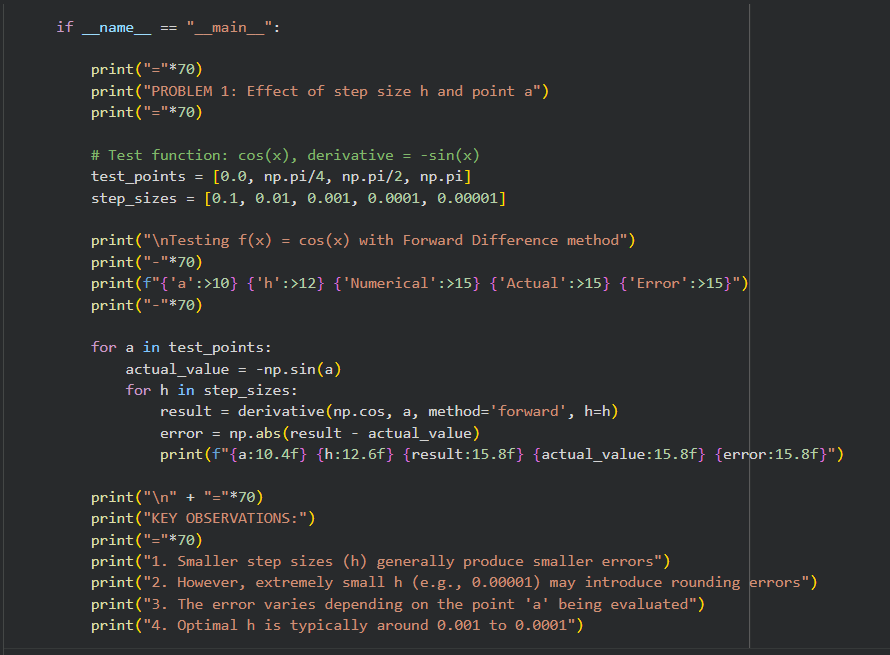 if __name__ == "__main__":
print("="*70)
print("PROBLEM 1: Effect of step size h and point a")
print("="*70)
# Test function: cos(x), derivative = -sin(x)
test_points = [0.0, np.pi/4, np.pi/2, np.pi]
step_sizes = [0.1, 0.01, 0.001, 0.0001, 0.00001]
print("\nTesting f(x) = cos(x) with Forward Difference method")
print("-"*70)
print(f"{'a':>10} {'h':>12} {'Numerical':>15} {'Actual':>15} {'Error':>15}")
print("-"*70)
for a in test_points:
actual_value = -np.sin(a)
for h in step_sizes:
result = derivative(np.cos, a, method='forward', h=h)
error = np.abs(result - actual_value)
print(f"{a:10.4f} {h:12.6f} {result:15.8f} {actual_value:15.8f} {error:15.8f}")
print("\n" + "="*70)
print("KEY OBSERVATIONS:")
print("="*70)
print("1. Smaller step sizes (h) generally produce smaller errors")
print("2. However, extremely small h (e.g., 0.00001) may introduce rounding errors")
print("3. The error varies depending on the point 'a' being evaluated")
print("4. Optimal h is typically around 0.001 to 0.0001")